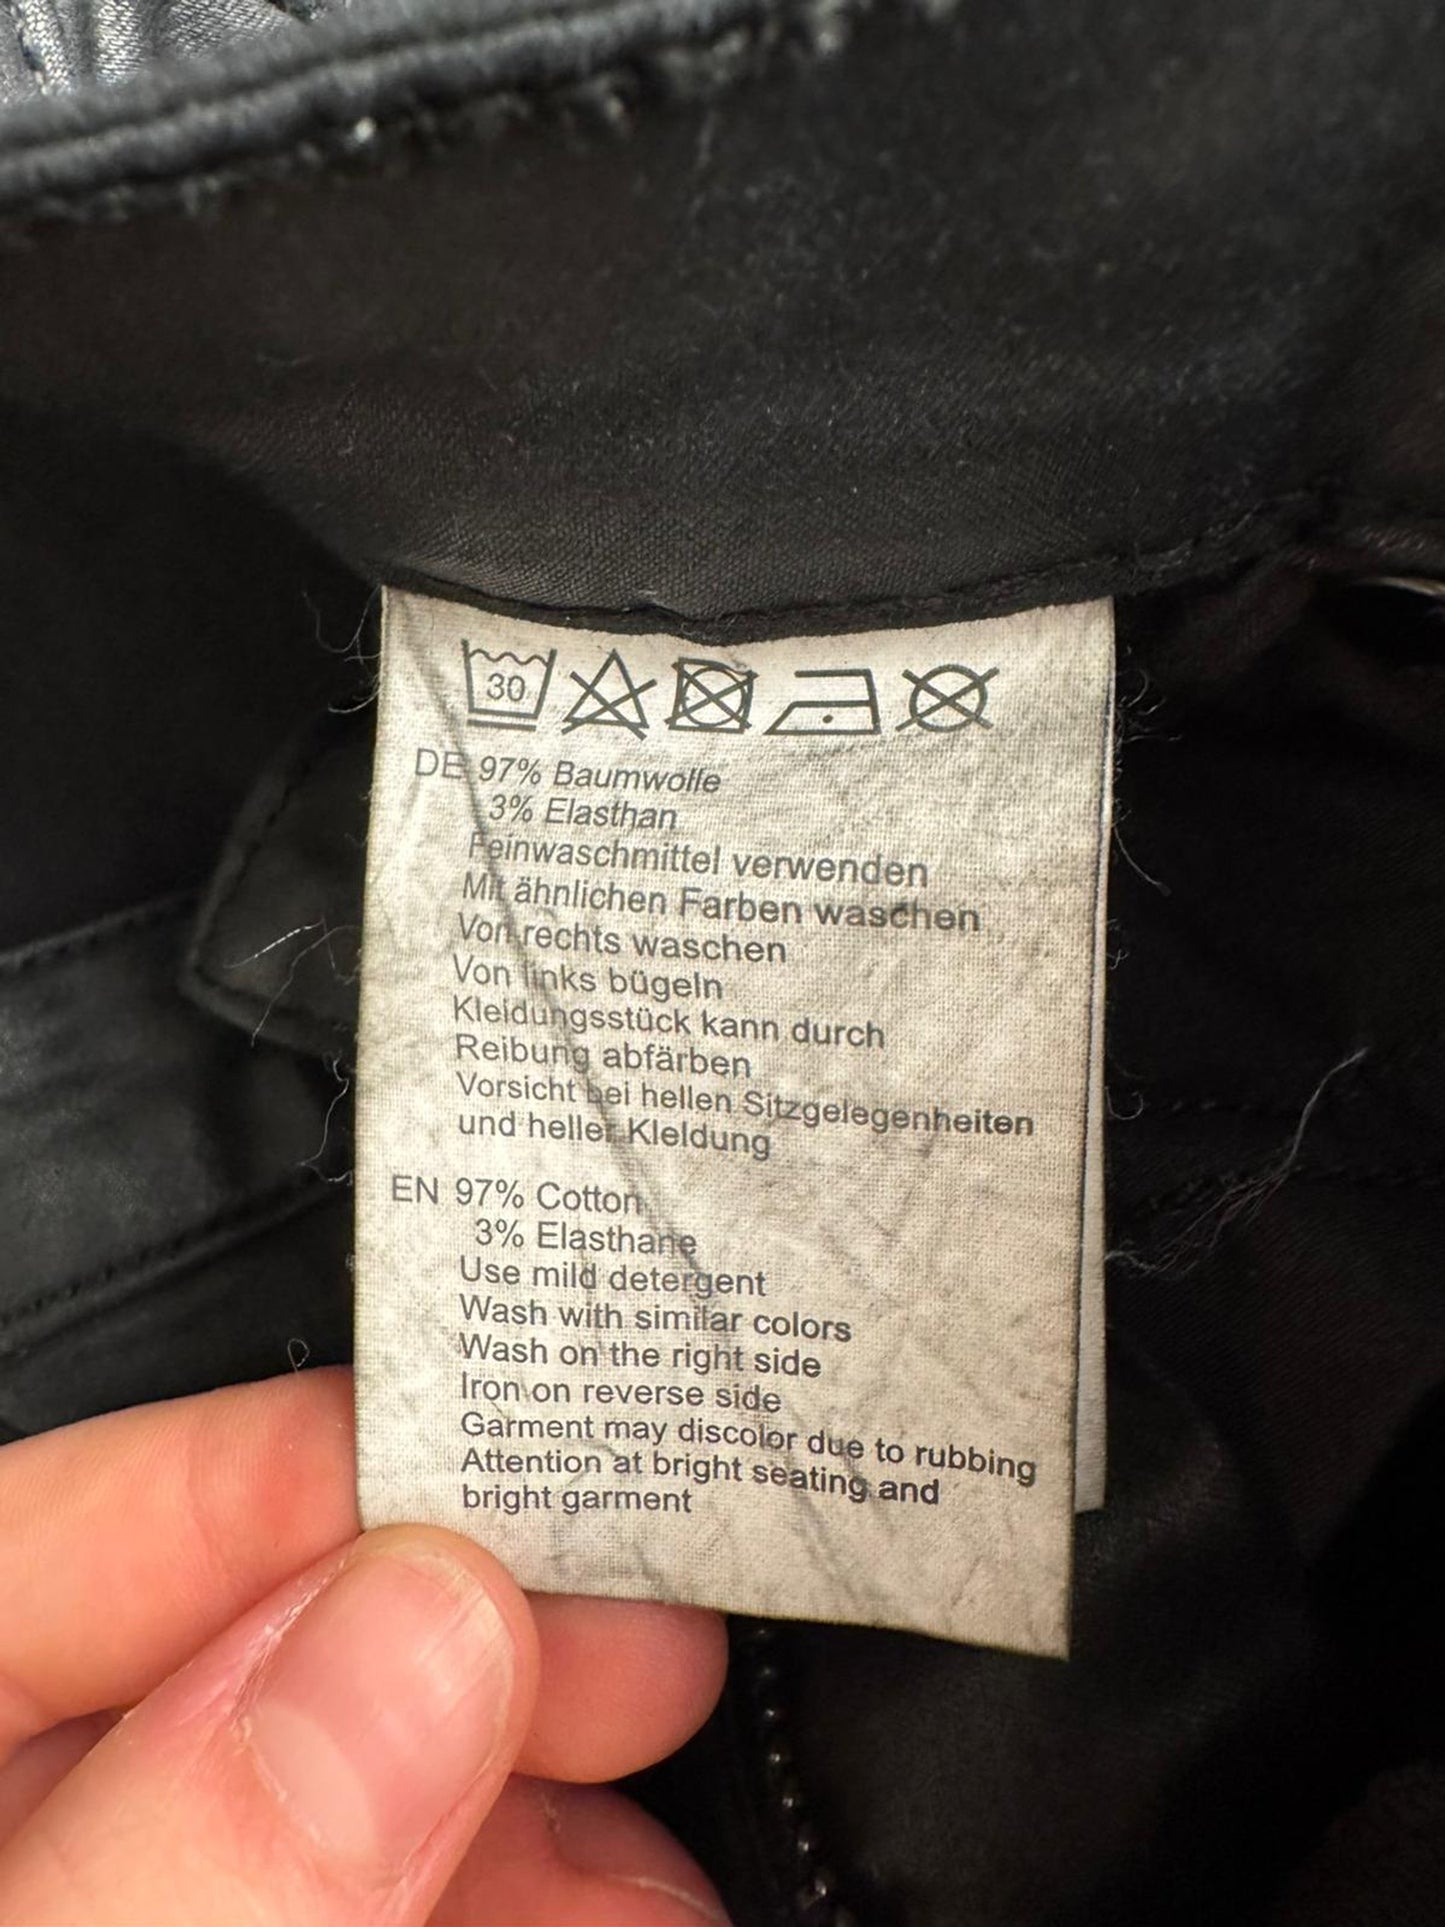 30
DE 97% Baumwolle
3% Elasthan
Feinwaschmittel verwenden
Mit ähnlichen Farben waschen
Von rechts waschen
Von links bügeln
Kleidungsstück kann durch
Reibung abfärben
Vorsicht bei hellen Sitzgelegenheiten
und heller Kleldung
EN 97% Cotton
3% Elasthane
Use mild detergent
Wash with similar colors
Wash on the right side
Iron on reverse side
Garment may discolor due to rubbing
Attention at bright seating and
bright garment